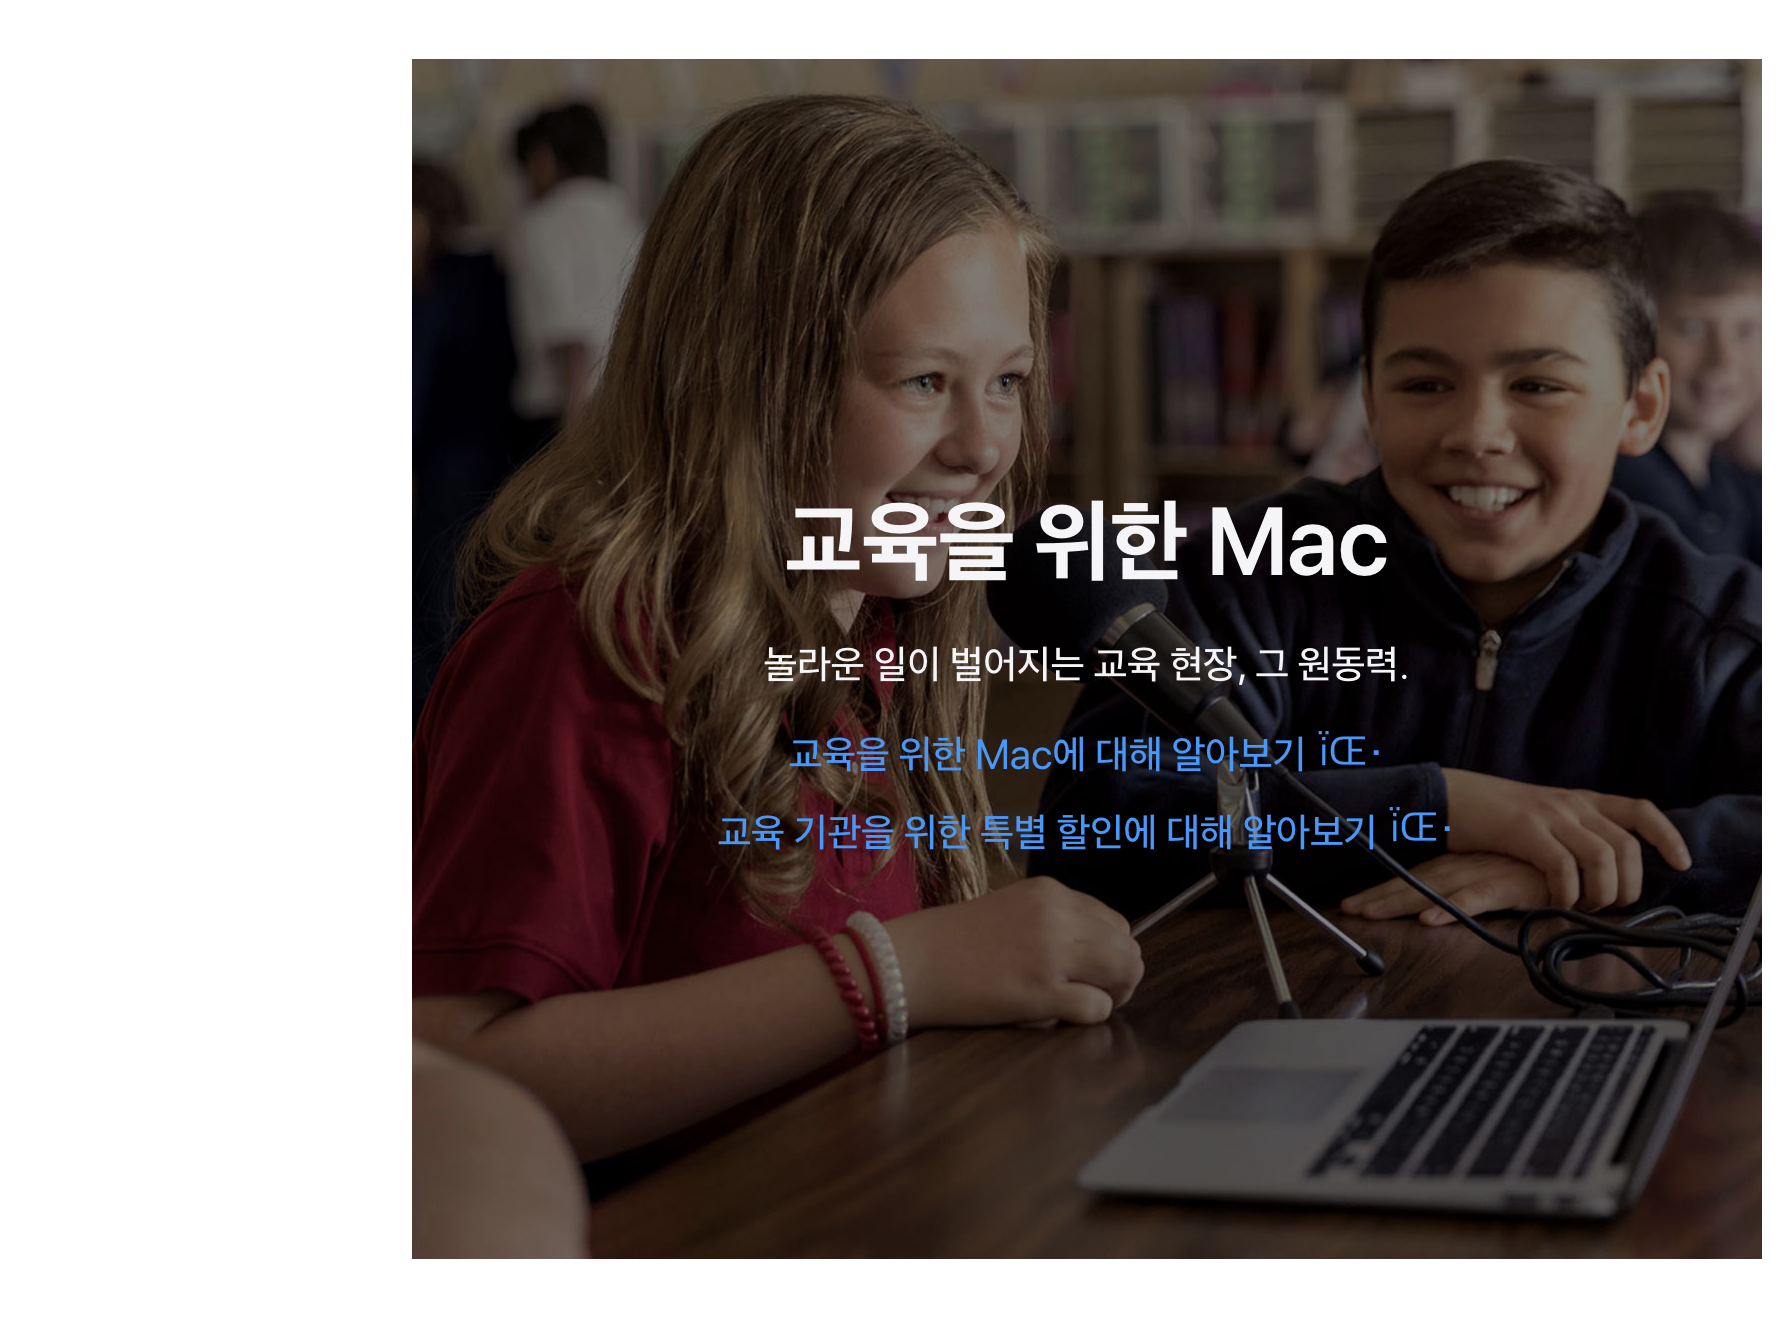 교육을 위한 Mac
놀라운 일이 벌어지는 교육 현장, 그 원동력.
교육을 위한 Mac에 대해 알아보기 ïŒ·
교육 기관을 위한 특별 할인에 대해 알아보기 ïŒ·